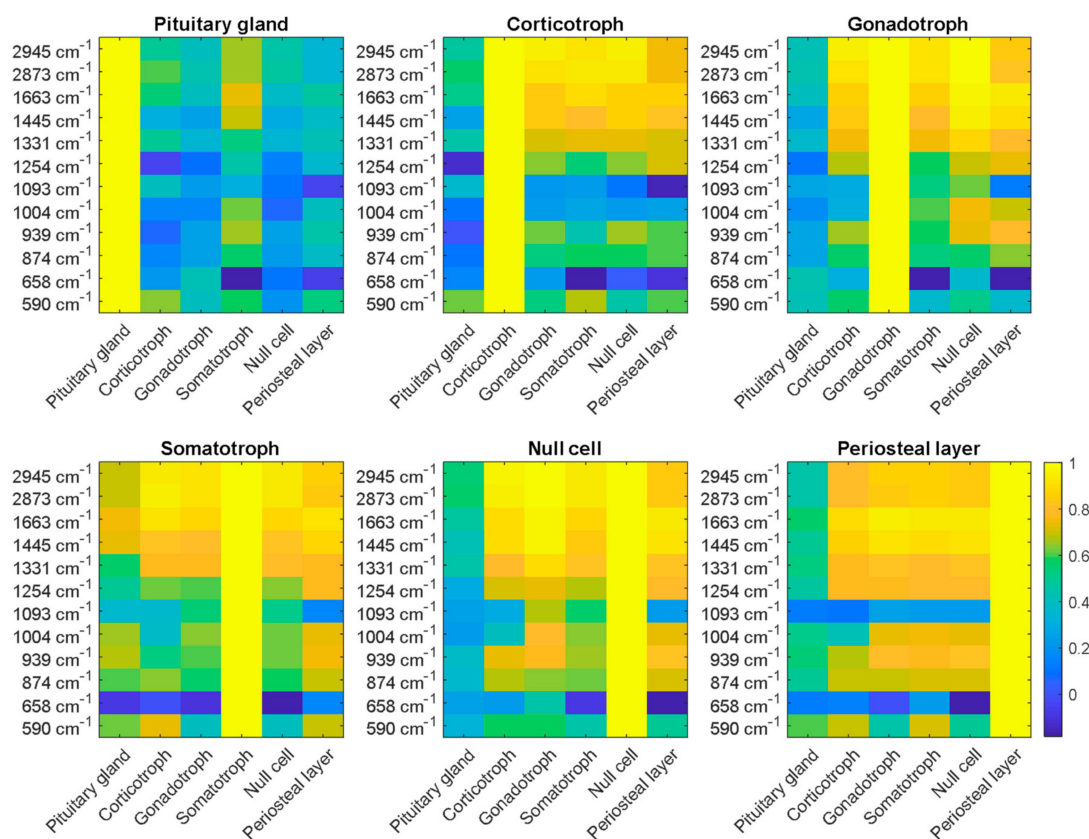 Pituitary gland
2945 cm⁻¹
2873 cm⁻¹
1663 cm⁻¹
1445 cm⁻¹
1331 cm⁻¹
1254 cm⁻¹
1093 cm⁻¹
1004 cm⁻¹
939 cm⁻¹
874 cm⁻¹
658 cm⁻¹
590 cm⁻¹
Pituitary gland
Corticotroph
Gonadotroph
Somatotroph
Null cell
Periosteal layer
Corticotroph
2945 cm⁻¹
2873 cm⁻¹
1663 cm⁻¹
1445 cm⁻¹
1331 cm⁻¹
1254 cm⁻¹
1093 cm⁻¹
1004 cm⁻¹
939 cm⁻¹
874 cm⁻¹
658 cm⁻¹
590 cm⁻¹
Pituitary gland
Corticotroph
Gonadotroph
Somatotroph
Null cell
Periosteal layer
Gonadotroph
2945 cm⁻¹
2873 cm⁻¹
1663 cm⁻¹
1445 cm⁻¹
1331 cm⁻¹
1254 cm⁻¹
1093 cm⁻¹
1004 cm⁻¹
939 cm⁻¹
874 cm⁻¹
658 cm⁻¹
590 cm⁻¹
Pituitary gland
Corticotroph
Gonadotroph
Somatotroph
Null cell
Periosteal layer
Somatotroph
2945 cm⁻¹
2873 cm⁻¹
1663 cm⁻¹
1445 cm⁻¹
1331 cm⁻¹
1254 cm⁻¹
1093 cm⁻¹
1004 cm⁻¹
939 cm⁻¹
874 cm⁻¹
658 cm⁻¹
590 cm⁻¹
Pituitary gland
Corticotroph
Gonadotroph
Somatotroph
Null cell
Periosteal layer
Null cell
2945 cm⁻¹
2873 cm⁻¹
1663 cm⁻¹
1445 cm⁻¹
1331 cm⁻¹
1254 cm⁻¹
1093 cm⁻¹
1004 cm⁻¹
939 cm⁻¹
874 cm⁻¹
658 cm⁻¹
590 cm⁻¹
Pituitary gland
Corticotroph
Gonadotroph
Somatotroph
Null cell
Periosteal layer
Periosteal layer
2945 cm⁻¹
2873 cm⁻¹
1663 cm⁻¹
1445 cm⁻¹
1331 cm⁻¹
1254 cm⁻¹
1093 cm⁻¹
1004 cm⁻¹
939 cm⁻¹
874 cm⁻¹
658 cm⁻¹
590 cm⁻¹
Pituitary gland
Corticotroph
Gonadotroph
Somatotroph
Null cell
Periosteal layer
1
0.8
0.6
0.4
0.2
0